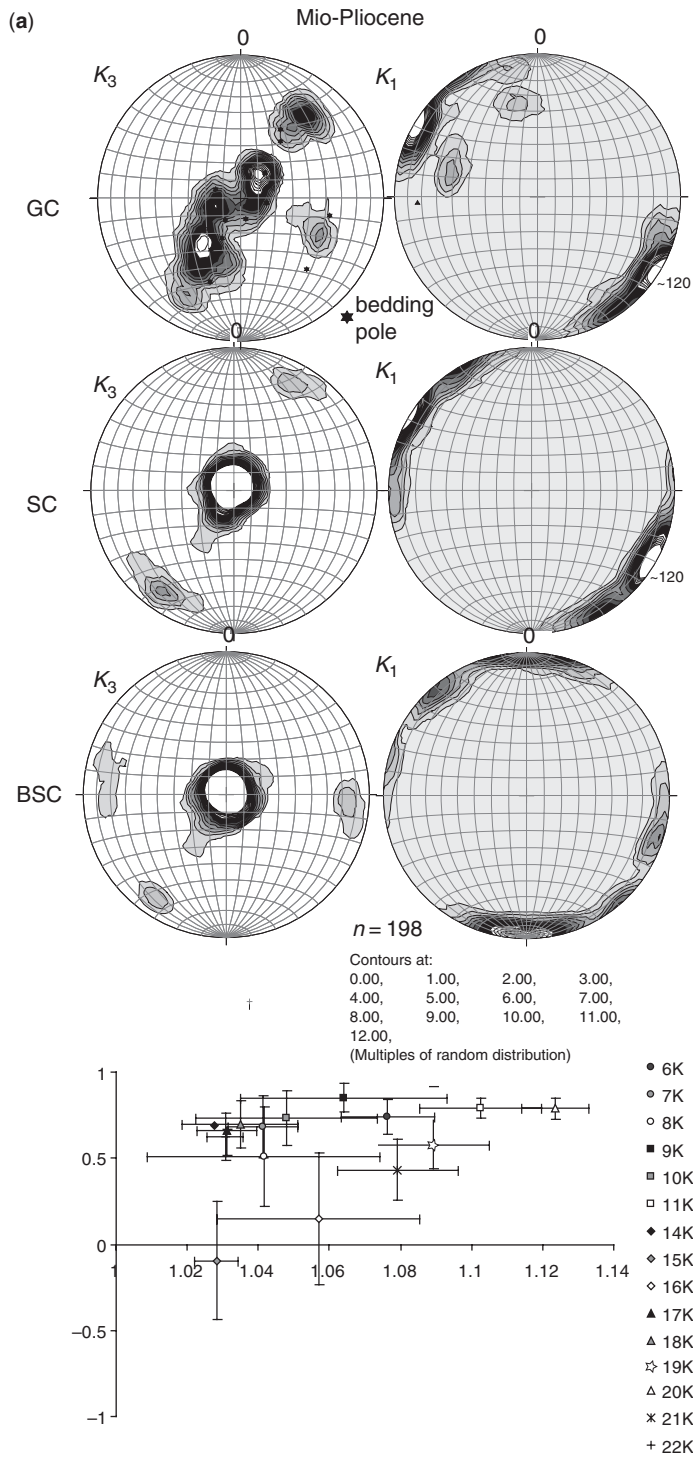 (a)
Mio-Pliocene
0
0
K3
K1
GC
~120
bedding
pole
0
0
K3
K1
SC
~120
0
0
K3
K1
BSC
n = 198
Contours at:
0.00, 1.00, 2.00, 3.00,
4.00, 5.00, 6.00, 7.00,
8.00, 9.00, 10.00, 11.00,
12.00,
(Multiples of random distribution)
†
1
0.5
0
−0.5
−1
1 1.02 1.04 1.06 1.08 1.1 1.12 1.14
6K
7K
8K
9K
10K
11K
14K
15K
16K
17K
18K
19K
20K
21K
22K